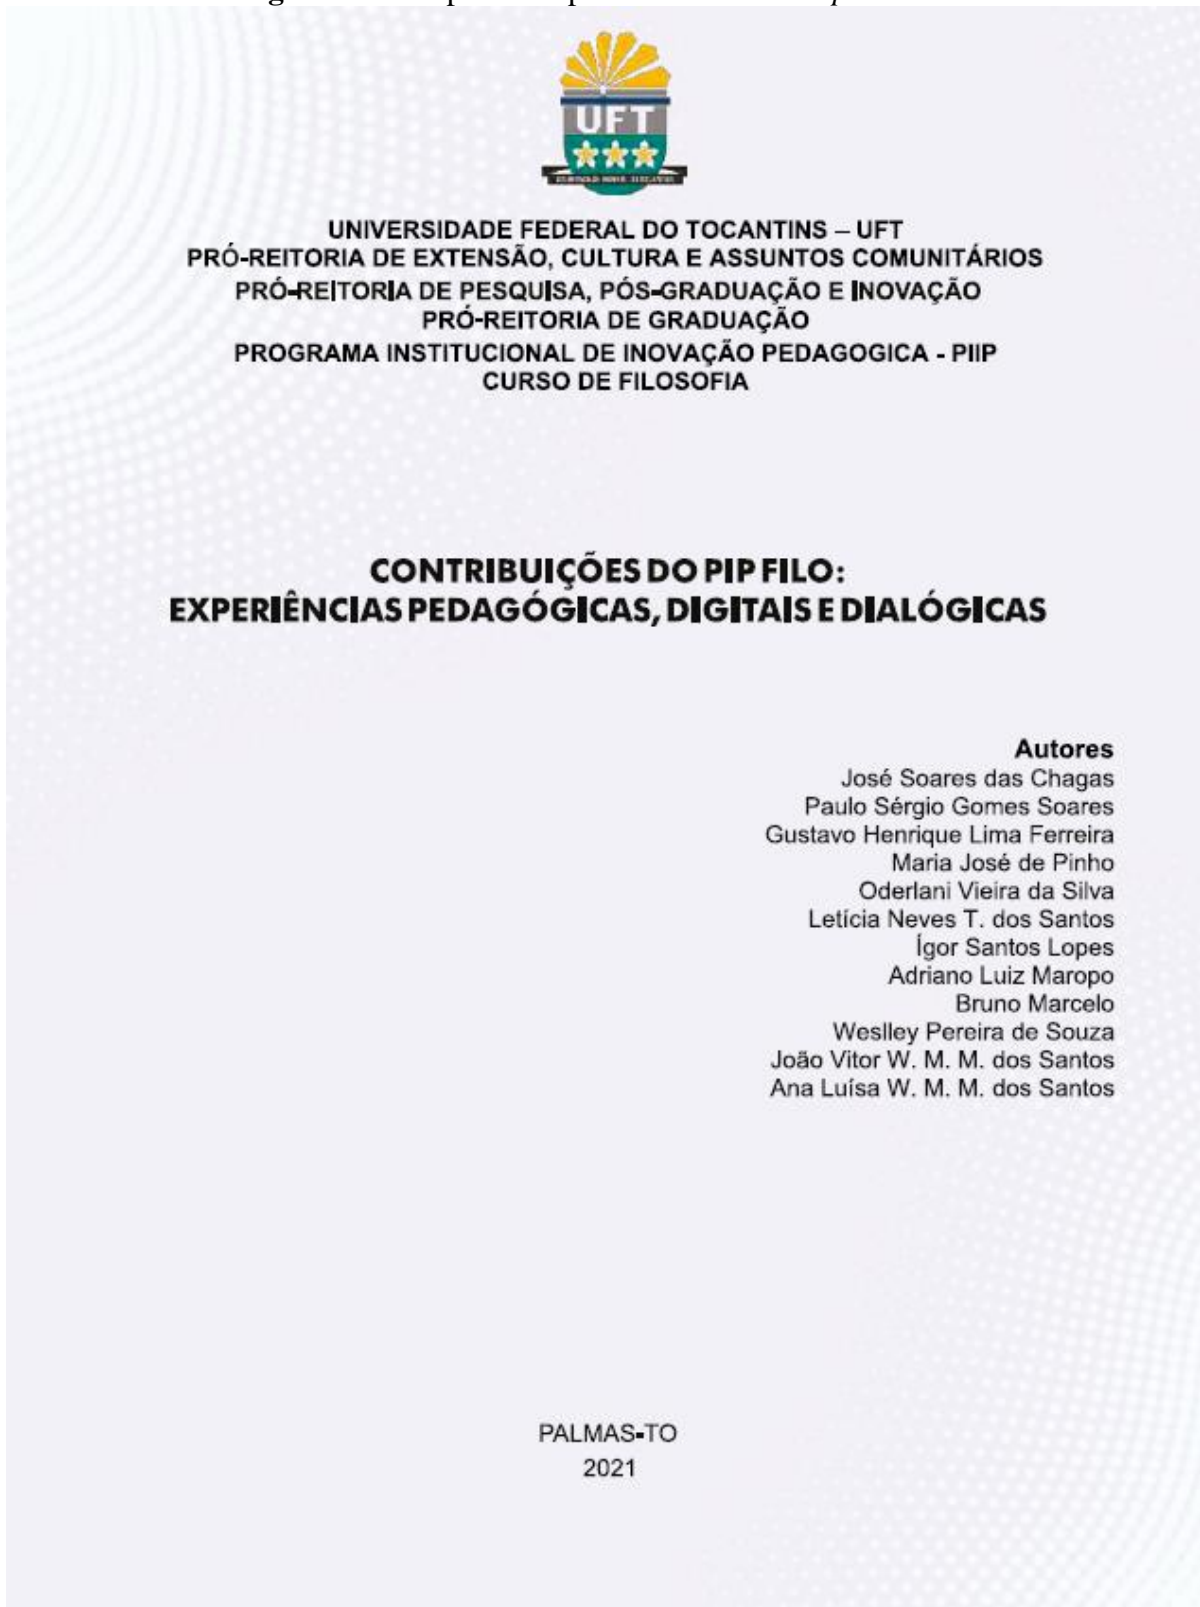 UFT
UNIVERSIDADE FEDERAL DO TOCANTINS – UFT
PRÓ-REITORIA DE EXTENSÃO, CULTURA E ASSUNTOS COMUNITÁRIOS
PRÓ-REITORIA DE PESQUISA, PÓS-GRADUAÇÃO E INOVAÇÃO
PRÓ-REITORIA DE GRADUAÇÃO
PROGRAMA INSTITUCIONAL DE INOVAÇÃO PEDAGOGICA - PIIP
CURSO DE FILOSOFIA
CONTRIBUIÇÕES DO PIP FILO:
EXPERIÊNCIAS PEDAGÓGICAS, DIGITAIS E DIALÓGICAS
Autores
José Soares das Chagas
Paulo Sérgio Gomes Soares
Gustavo Henrique Lima Ferreira
Maria José de Pinho
Oderlani Vieira da Silva
Letícia Neves T. dos Santos
Ígor Santos Lopes
Adriano Luiz Maropo
Bruno Marcelo
Weslley Pereira de Souza
João Vitor W. M. M. dos Santos
Ana Luísa W. M. M. dos Santos
PALMAS-TO
2021